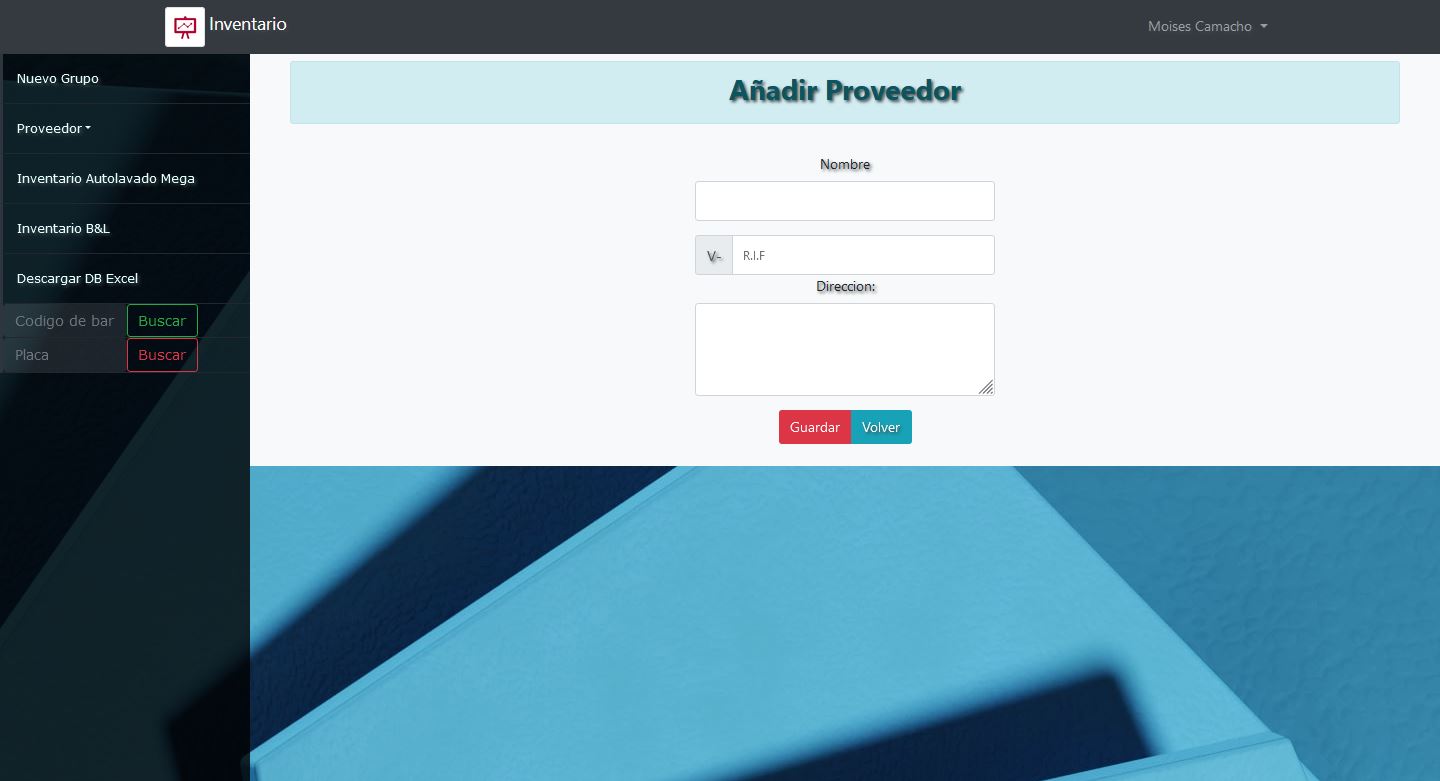 Inventario
Moises Camacho
Nuevo Grupo
Proveedor
Inventario Autolavado Mega
Inventario B&L
Descargar DB Excel
Codigo de bar Buscar
Placa Buscar
Añadir Proveedor
Nombre
V- R.I.F
Direccion:
Guardar Volver